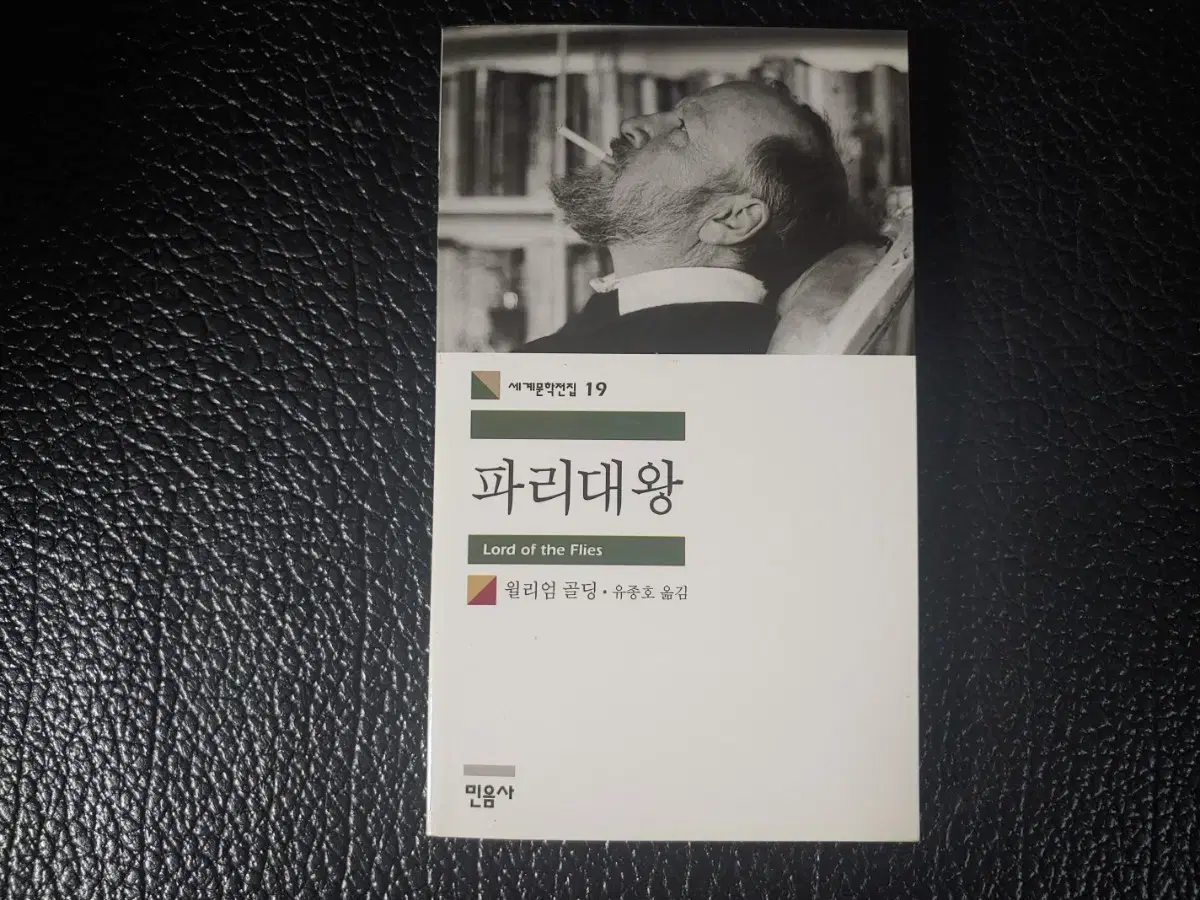 세계문학전집 19
파리대왕
Lord of the Flies
윌리엄 골딩 · 유종호 옮김
민음사